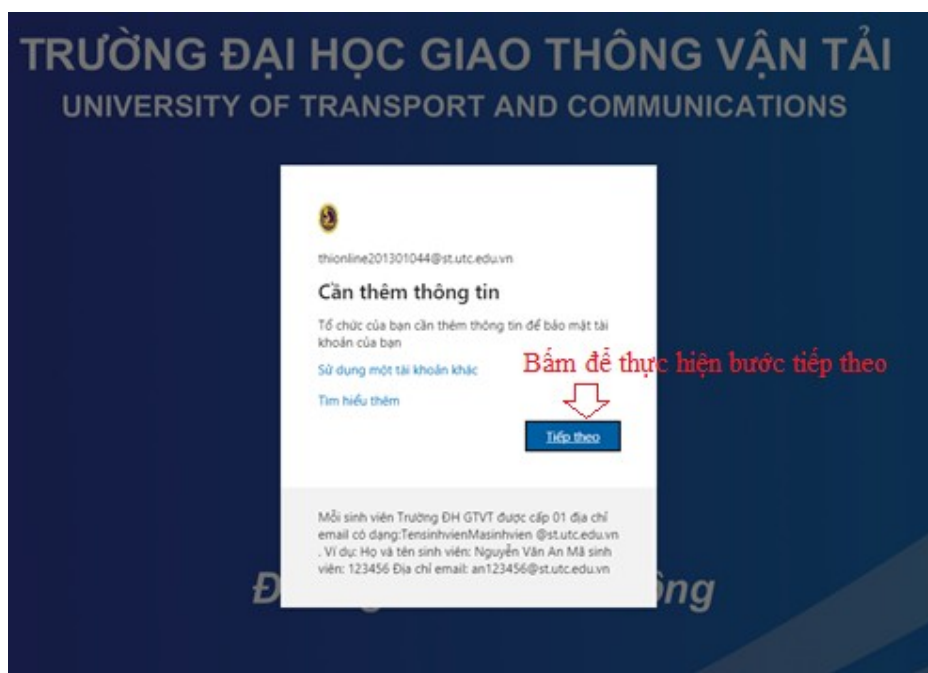 TRƯỜNG ĐẠI HỌC GIAO THÔNG VẬN TẢI
UNIVERSITY OF TRANSPORT AND COMMUNICATIONS
thionline201301044@st.utc.edu.vn
Cần thêm thông tin
Tổ chức của bạn cần thêm thông tin để bảo mật tài
khoản của bạn
Sử dụng một tài khoản khác
Bấm để thực hiện bước tiếp theo
Tìm hiểu thêm
Tiếp theo
Mỗi sinh viên Trường ĐH GTVT được cấp 01 địa chỉ
email có dạng:TensinhvienMasinhvien @st.utc.edu.vn
. Ví dụ: Họ và tên sinh viên: Nguyễn Văn An Mã sinh
viên: 123456 Địa chỉ email: an123456@st.utc.edu.vn